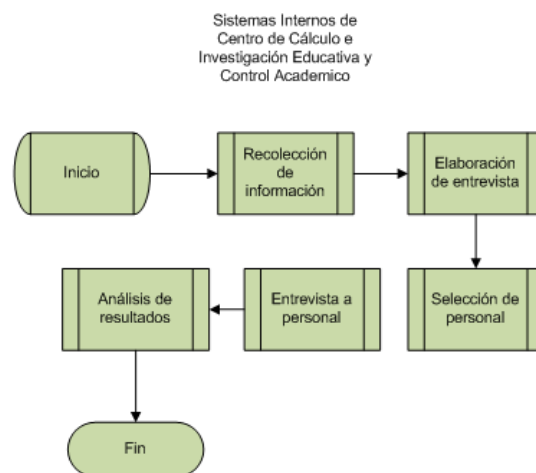 Sistemas Internos de
Centro de Cálculo e
Investigación Educativa y
Control Academico
Inicio
Recolección
de
información
Elaboración
de entrevista
Selección de
personal
Entrevista a
personal
Análisis de
resultados
Fin